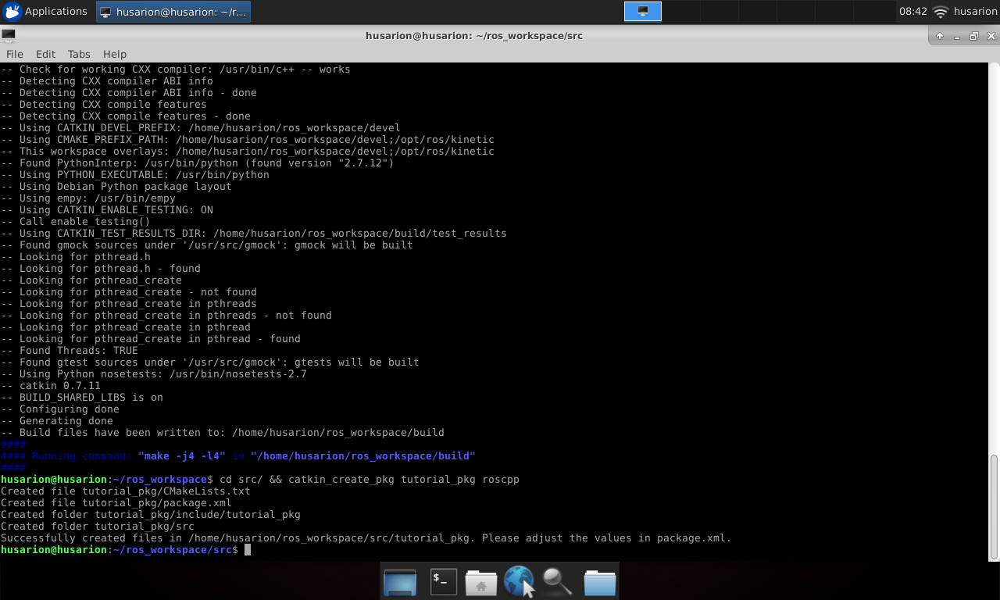 Applications
husarion@husarion: ~/r...
08:42
husarion
husarion@husarion: ~/ros_workspace/src
File Edit Tabs Help
-- Check for working CXX compiler: /usr/bin/c++ -- works
-- Detecting CXX compiler ABI info
-- Detecting CXX compiler ABI info - done
-- Detecting CXX compile features
-- Detecting CXX compile features - done
-- Using CATKIN_DEVEL_PREFIX: /home/husarion/ros_workspace/devel
-- Using CMAKE_PREFIX_PATH: /home/husarion/ros_workspace/devel;/opt/ros/kinetic
-- This workspace overlays: /home/husarion/ros_workspace/devel;/opt/ros/kinetic
-- Found PythonInterp: /usr/bin/python (found version "2.7.12")
-- Using PYTHON_EXECUTABLE: /usr/bin/python
-- Using Debian Python package layout
-- Using empy: /usr/bin/empy
-- Using CATKIN_ENABLE_TESTING: ON
-- Call enable_testing()
-- Using CATKIN_TEST_RESULTS_DIR: /home/husarion/ros_workspace/build/test_results
-- Found gmock sources under '/usr/src/gmock': gmock will be built
-- Looking for pthread.h
-- Looking for pthread.h - found
-- Looking for pthread_create
-- Looking for pthread_create - not found
-- Looking for pthread_create in pthreads
-- Looking for pthread_create in pthreads - not found
-- Looking for pthread_create in pthread
-- Looking for pthread_create in pthread - found
-- Found Threads: TRUE
-- Found gtest sources under '/usr/src/gmock': gtests will be built
-- Using Python nosetests: /usr/bin/nosetests-2.7
-- catkin 0.7.11
-- BUILD_SHARED_LIBS is on
-- Configuring done
-- Generating done
-- Build files have been written to: /home/husarion/ros_workspace/build
####
#### Running command: "make -j4 -l4" in "/home/husarion/ros_workspace/build"
####
husarion@husarion:~/ros_workspace$ cd src/ && catkin_create_pkg tutorial_pkg roscpp
Created file tutorial_pkg/CMakeLists.txt
Created file tutorial_pkg/package.xml
Created folder tutorial_pkg/include/tutorial_pkg
Created folder tutorial_pkg/src
Successfully created files in /home/husarion/ros_workspace/src/tutorial_pkg. Please adjust the values in package.xml.
husarion@husarion:~/ros_workspace/src$
$_